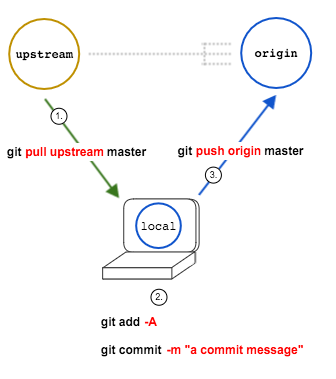 upstream
origin
1.
git pull upstream master
git push origin master
3.
local
2.
git add -A
git commit -m "a commit message"